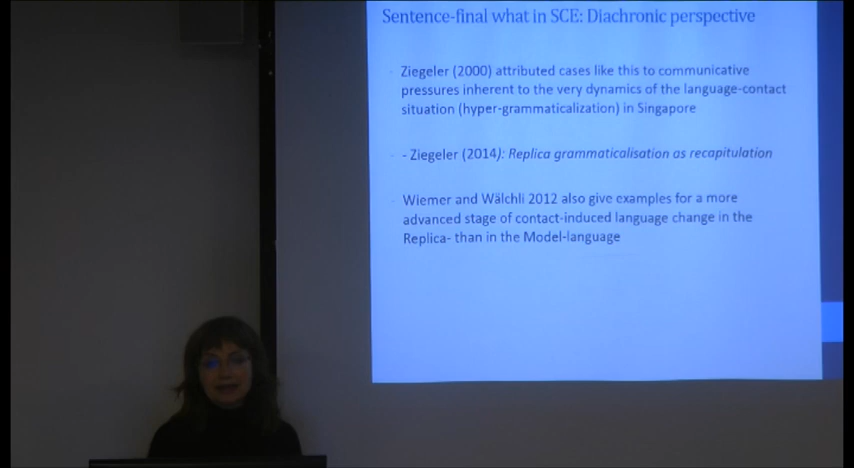 Sentence-final what in SCE: Diachronic perspective
Ziegeler (2000) attributed cases like this to communicative
pressures inherent to the very dynamics of the language-contact
situation (hyper-grammaticalization) in Singapore
- Ziegeler (2014): Replica grammaticalisation as recapitulation
Wiemer and Wälchli 2012 also give examples for a more
advanced stage of contact-induced language change in the
Replica- than in the Model-language